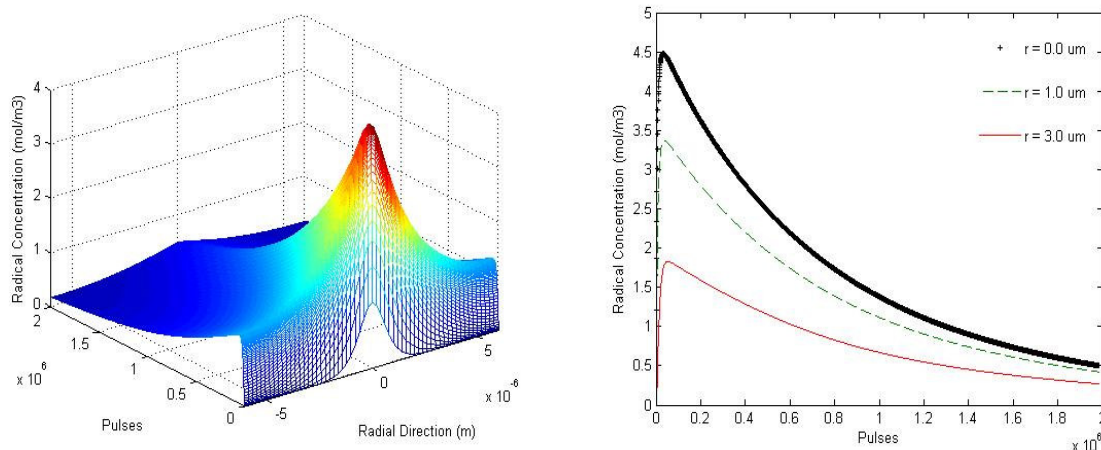 Radical Concentration (mol/m3)
4
3
2
1
0
2
1.5
1
0.5
0
x 10^6
Pulses
-5
0
5
x 10^-6
Radial Direction (m)
Radical Concentration (mol/m3)
5
4.5
4
3.5
3
2.5
2
1.5
1
0.5
0
+ r = 0.0 um
r = 1.0 um
r = 3.0 um
0 0.2 0.4 0.6 0.8 1 1.2 1.4 1.6 1.8 2
Pulses
x 10^6